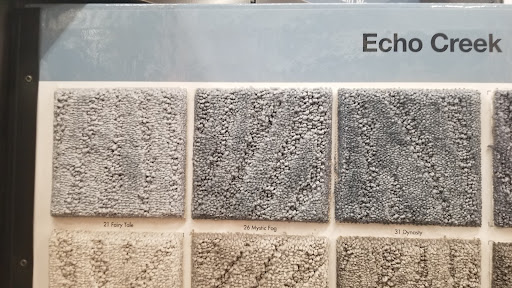 Echo Creek
21 Fairy Tale
26 Mystic Fog
31 Dynasty